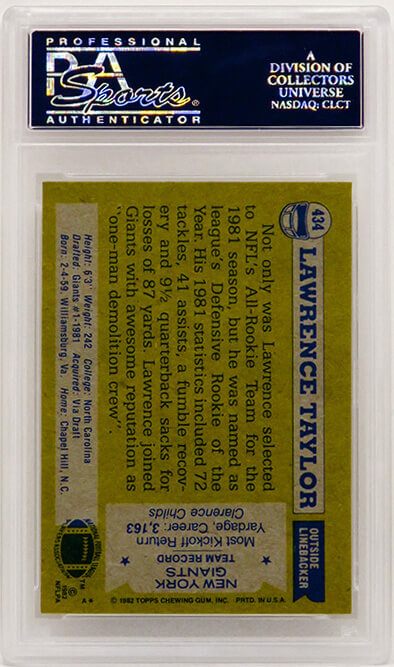 PROFESSIONAL
PSA
Sports®
AUTHENTICATOR
A
DIVISION OF
COLLECTORS
UNIVERSE
NASDAQ: CLCT
434
LAWRENCE TAYLOR
OUTSIDE
LINEBACKER
Not only was Lawrence selected
to NFL's All-Rookie Team for the
1981 season, but he was named as
league's Defensive Rookie of the
Year. His 1981 statistics included 72
tackles, 41 assists, a fumble recov-
ery and 9½ quarterback sacks for
losses of 87 yards. Lawrence joined
Giants with awesome reputation as
"one-man demolition crew".
Height: 6'3" Weight: 242 College: North Carolina
Drafted: Giants #1-1981 Acquired: Via Draft
Born: 2-4-59, Williamsburg, Va. Home: Chapel Hill, N.C.
NEW YORK
GIANTS
TEAM RECORD
Most Kickoff Return
Yardage, Career: 3,163
Clarence Childs
TM
©
1982
NFLPA
A*
© 1982 TOPPS CHEWING GUM, INC. PRTD. IN U.S.A.